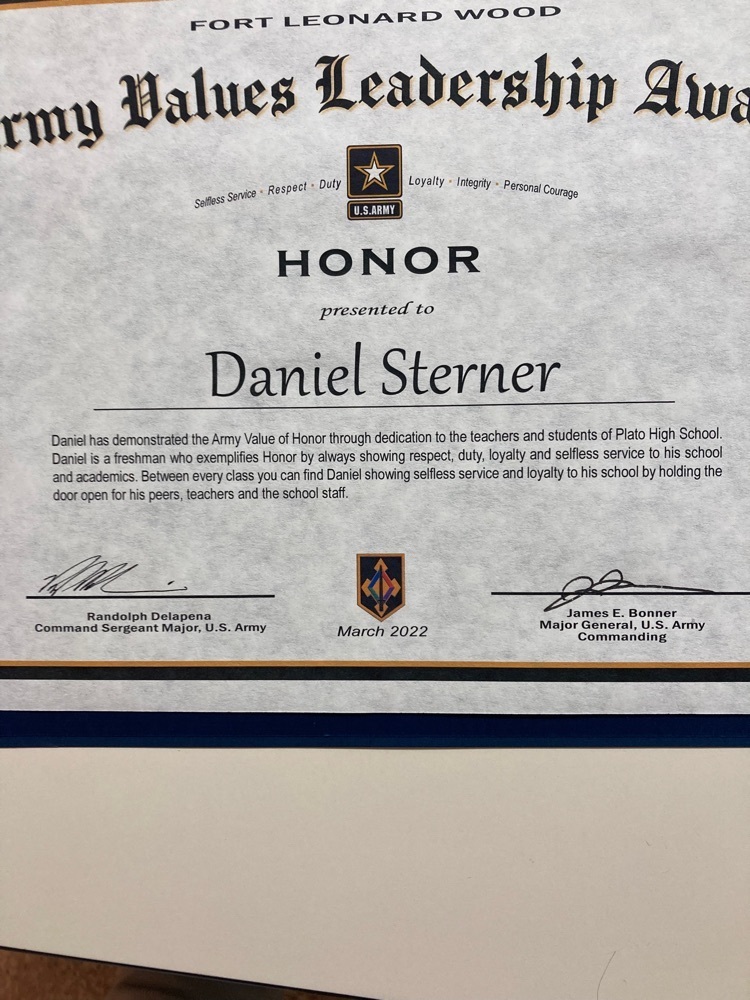 FORT LEONARD WOOD
rmy Values Leadership Awa
Selfless Service • Respect • Duty
Loyalty • Integrity • Personal Courage
U.S.ARMY
HONOR
presented to
Daniel Sterner
Daniel has demonstrated the Army Value of Honor through dedication to the teachers and students of Plato High School.
Daniel is a freshman who exemplifies Honor by always showing respect, duty, loyalty and selfless service to his school
and academics. Between every class you can find Daniel showing selfless service and loyalty to his school by holding the
door open for his peers, teachers and the school staff.
Randolph Delapena
Command Sergeant Major, U.S. Army
March 2022
James E. Bonner
Major General, U.S. Army
Commanding